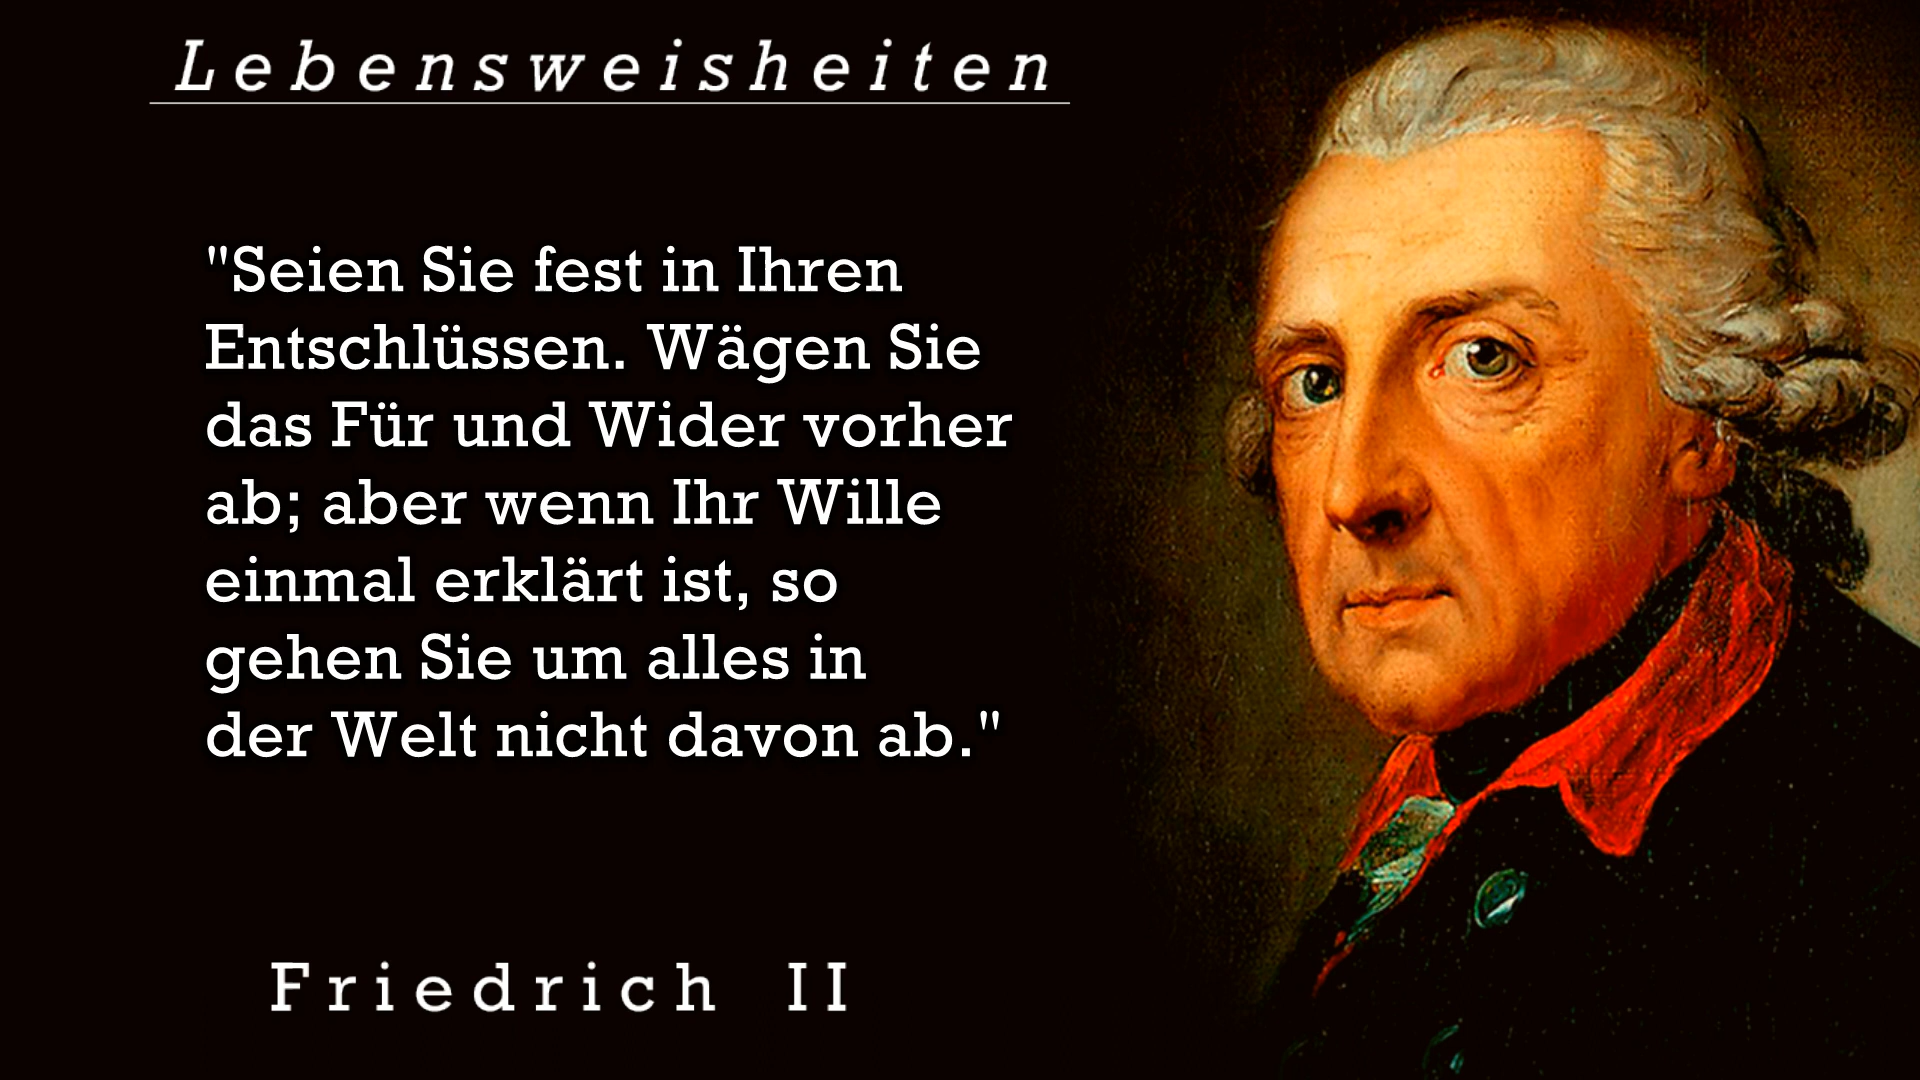 Lebensweisheiten
"Seien Sie fest in Ihren
Entschlüssen. Wägen Sie
das Für und Wider vorher
ab; aber wenn Ihr Wille
einmal erklärt ist, so
gehen Sie um alles in
der Welt nicht davon ab."
Friedrich II